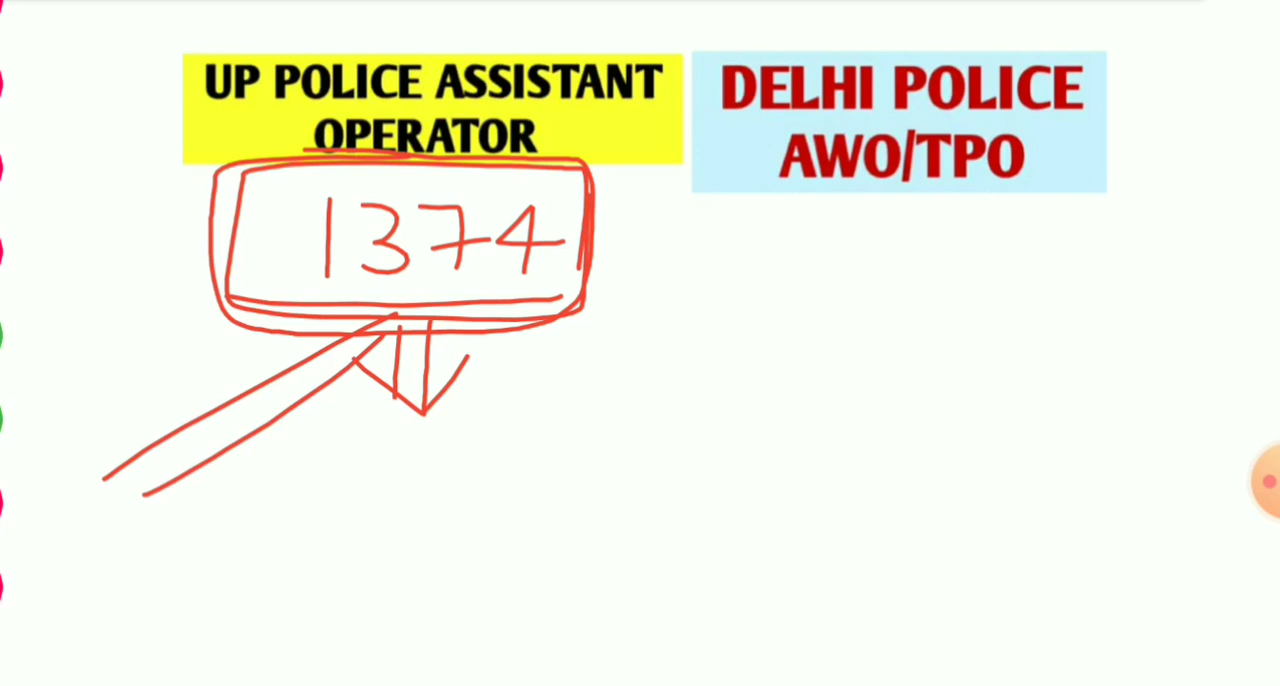 UP POLICE ASSISTANT
OPERATOR
DELHI POLICE
AWO/TPO
1374